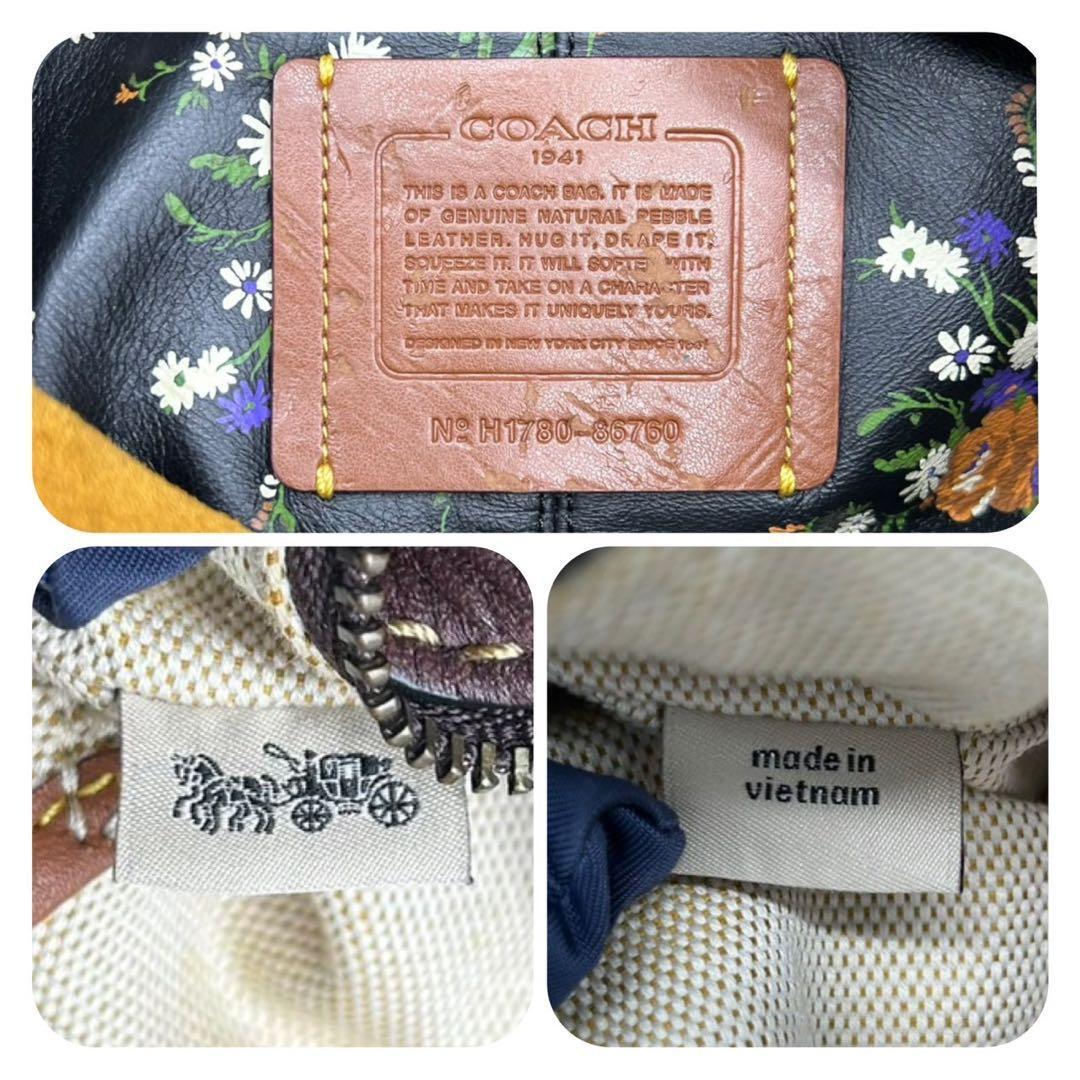 COACH
1941
THIS IS A COACH BAG. IT IS MADE
OF GENUINE NATURAL PEBBLE
LEATHER. HUG IT, DRAPE IT,
SQUEEZE IT. IT WILL SOFTEN WITH
TIME AND TAKE ON A CHARACTER
THAT MAKES IT UNIQUELY YOURS.
DESIGNED IN NEW YORK CITY SINCE 1941
Nº H1780-86760
made in
vietnam